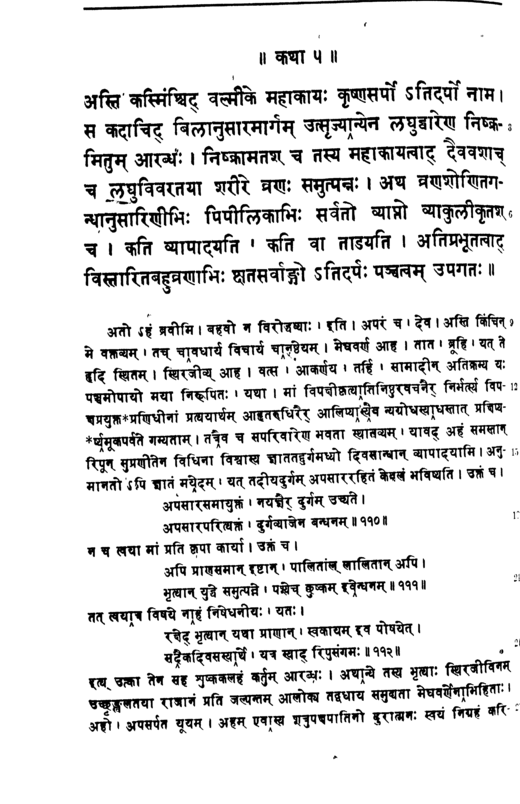 ॥ कथा ५ ॥
अस्ति कस्मिंश्चिद् वल्मीके महाकायः कृष्णसर्पो ऽतिदर्पो नाम।
स कदाचिद् बिलानुसारमार्गम् उत्सृज्यान्येन लघुद्वारेण निष्क्र-
मितुम् आरब्धः। निष्क्रामतश् च तस्य महाकायत्वाद् दैववशाच्
च लघुविवरतया शरीरे व्रणः समुत्पन्नः। अथ व्रणशोणितग-
न्धानुसारिणीभिः पिपीलिकाभिः सर्वतो व्याप्तो व्याकुलीकृतश् ६
च। कति व्यापादयति ' कति वा ताडयति। अतिप्रभूतत्वाद्
विस्तारितबहुव्रणाभिः क्षतसर्वाङ्गो ऽतिदर्पः पञ्चत्वम् उपगतः॥
अतो ऽहं ब्रवीमि। बहवो न विरोद्धव्याः ' इति। अपरं च ' देव। अस्ति किंचिन् ९
मे वक्तव्यम्। तच् चावधार्य विचार्य चानुष्ठेयम्। मेघवर्ण आह। तात। ब्रूहि ' यत् ते
हृदि स्थितम्। स्थिरजीव्य् आह। वत्स ' आकर्णय ' तर्हि। सामादीन् अतिक्रम्य यः
पञ्चमोपायो मया निरूपितः ' यथा। मां विपक्षीकृत्यातिनिष्ठुरवचनैर् निर्भर्त्स्य विप- १२
क्षप्रयुक्त*प्रणिधीनां प्रत्ययार्थम् आहृतरुधिरैर् आलिप्यास्यैव न्यग्रोधस्याधस्तात् प्रक्षिप्य-
*र्ष्यमूकपर्वते गम्यताम्। तत्रैव च सपरिवारेण भवता स्थातव्यम् ' यावद् अहं समस्तान्
रिपून् सुप्रणीतेन विधिना विश्वास्य ज्ञाततद्दुर्गमध्यो दिवसान्धान् व्यापादयामि। अनु- १५
मानतो ऽपि ज्ञातं मयेदम् ' यत् तदीयदुर्गम् अपसाररहितं केवलं भविष्यति। उक्तं च।
अपसारसमायुक्तं ' नयज्ञैर् दुर्गम् उच्यते।
अपसारपरित्यक्तं ' दुर्गव्याजेन बन्धनम्॥११०॥
न च त्वया मां प्रति कृपा कार्या। उक्तं च।
अपि प्राणसमान् इष्टान् ' पालितांल् लालितान् अपि।
भृत्यान् युद्धे समुत्पन्ने ' पश्येच् छुष्कम् इवेन्धनम्॥१११॥
तत् त्वयात्र विषये नाहं निषेधनीयः ' यतः।
रक्षेद् भृत्यान् यथा प्राणान् ' स्वकायम् इव पोषयेत्।
सदैकदिवसस्यार्थे ' यत्र स्याद् रिपुसंगमः॥११२॥
इत्य् उक्त्वा तेन सह शुष्ककलहं कर्तुम् आरब्धः। अथान्ये तस्य भृत्याः स्थिरजीविनम्
उच्छृङ्खलतया राजानं प्रति जल्पन्तम् आलोक्य तद्वधाय समुद्यता मेघवर्णेनाभिहिताः।
अहो ' अपसर्पत यूयम्। अहम् एवास्य शत्रुपक्षपातिनो दुरात्मनः स्वयं निग्रहं करि-